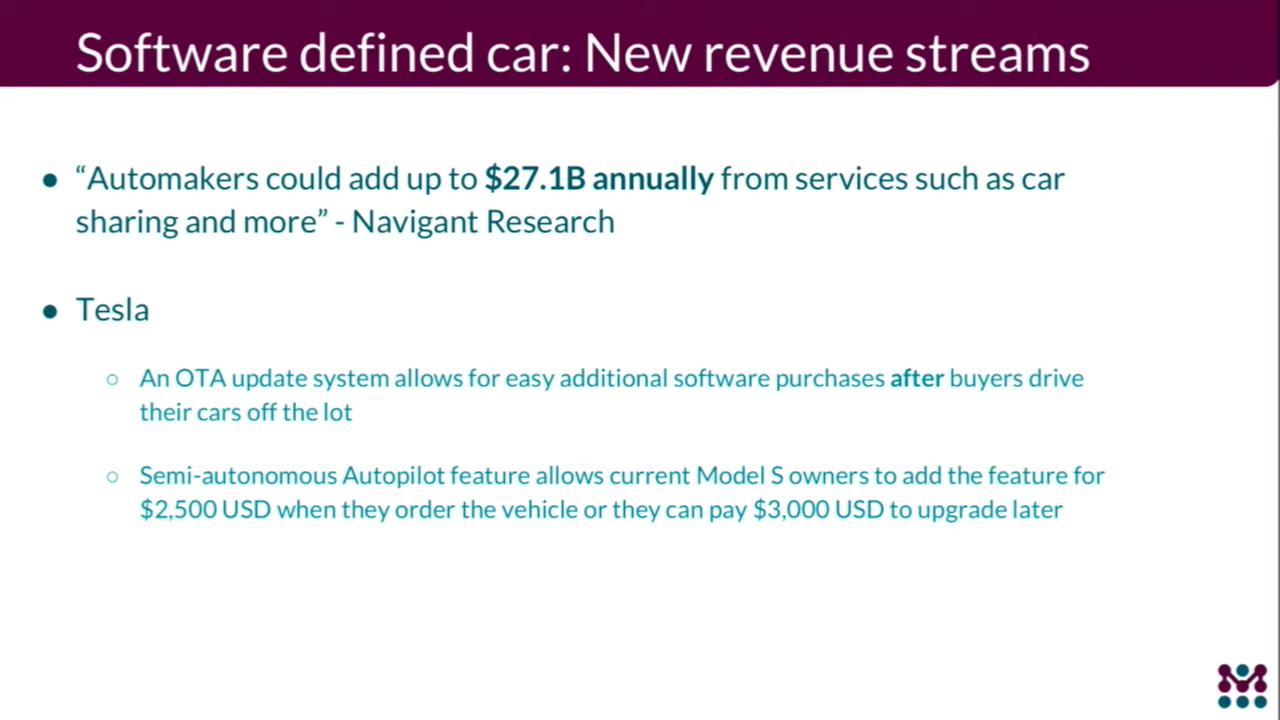 Software defined car: New revenue streams
● “Automakers could add up to $27.1B annually from services such as car
sharing and more” - Navigant Research
● Tesla
○ An OTA update system allows for easy additional software purchases after buyers drive
their cars off the lot
○ Semi-autonomous Autopilot feature allows current Model S owners to add the feature for
$2,500 USD when they order the vehicle or they can pay $3,000 USD to upgrade later